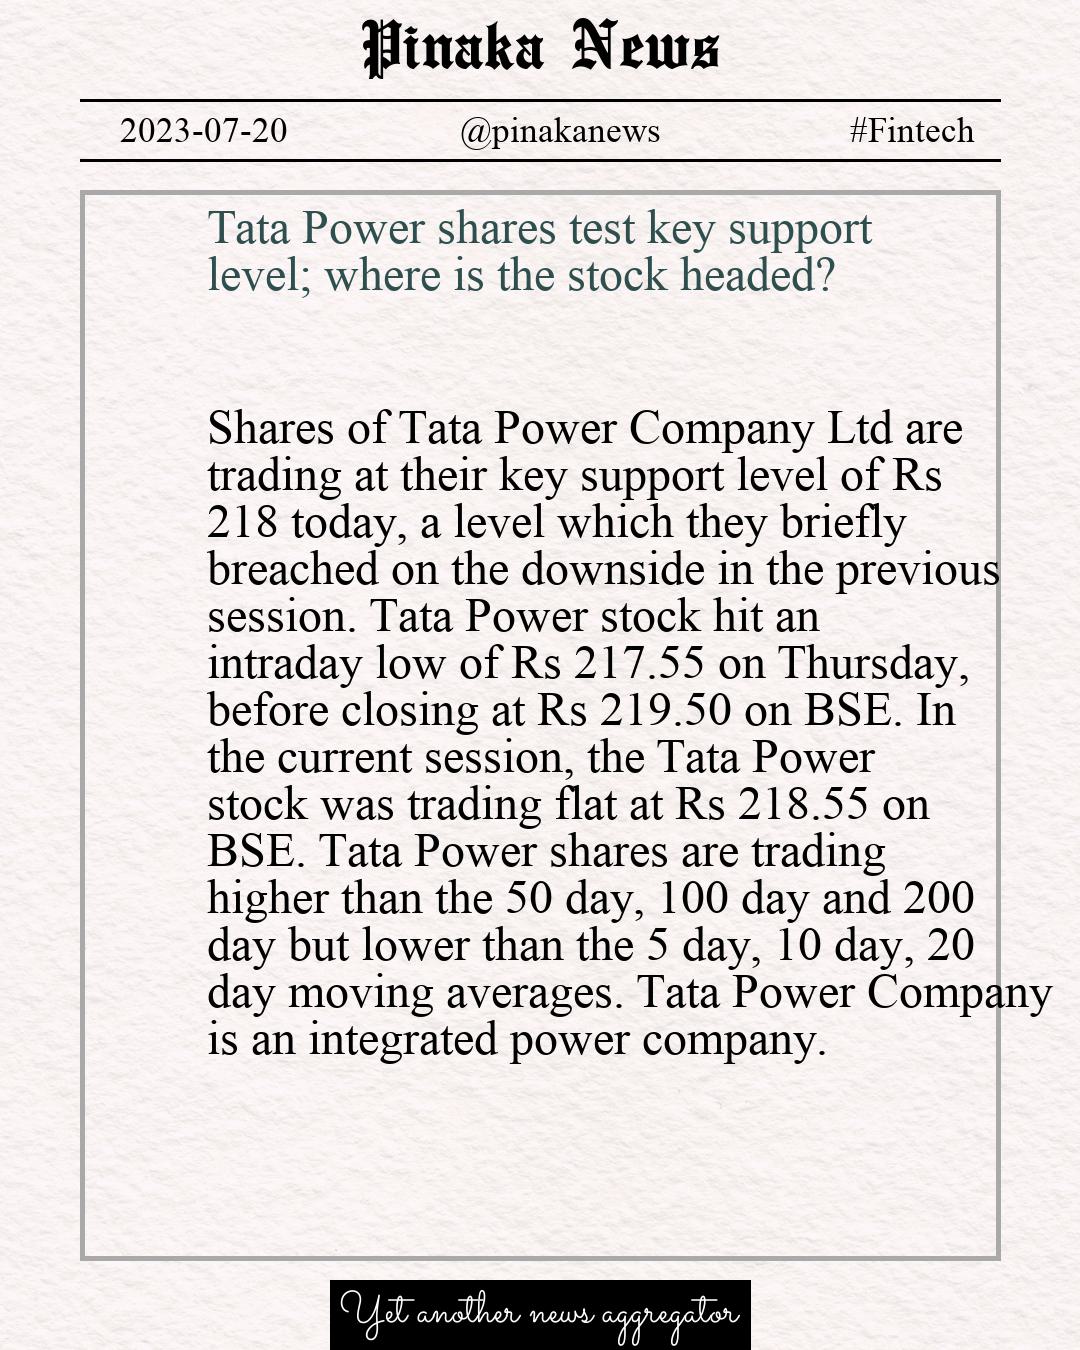 Pinaka News
2023-07-20
@pinakanews
#Fintech
Tata Power shares test key support
level; where is the stock headed?
Shares of Tata Power Company Ltd are
trading at their key support level of Rs
218 today, a level which they briefly
breached on the downside in the previous
session. Tata Power stock hit an
intraday low of Rs 217.55 on Thursday,
before closing at Rs 219.50 on BSE. In
the current session, the Tata Power
stock was trading flat at Rs 218.55 on
BSE. Tata Power shares are trading
higher than the 50 day, 100 day and 200
day but lower than the 5 day, 10 day, 20
day moving averages. Tata Power Company
is an integrated power company.
Yet another news aggregator